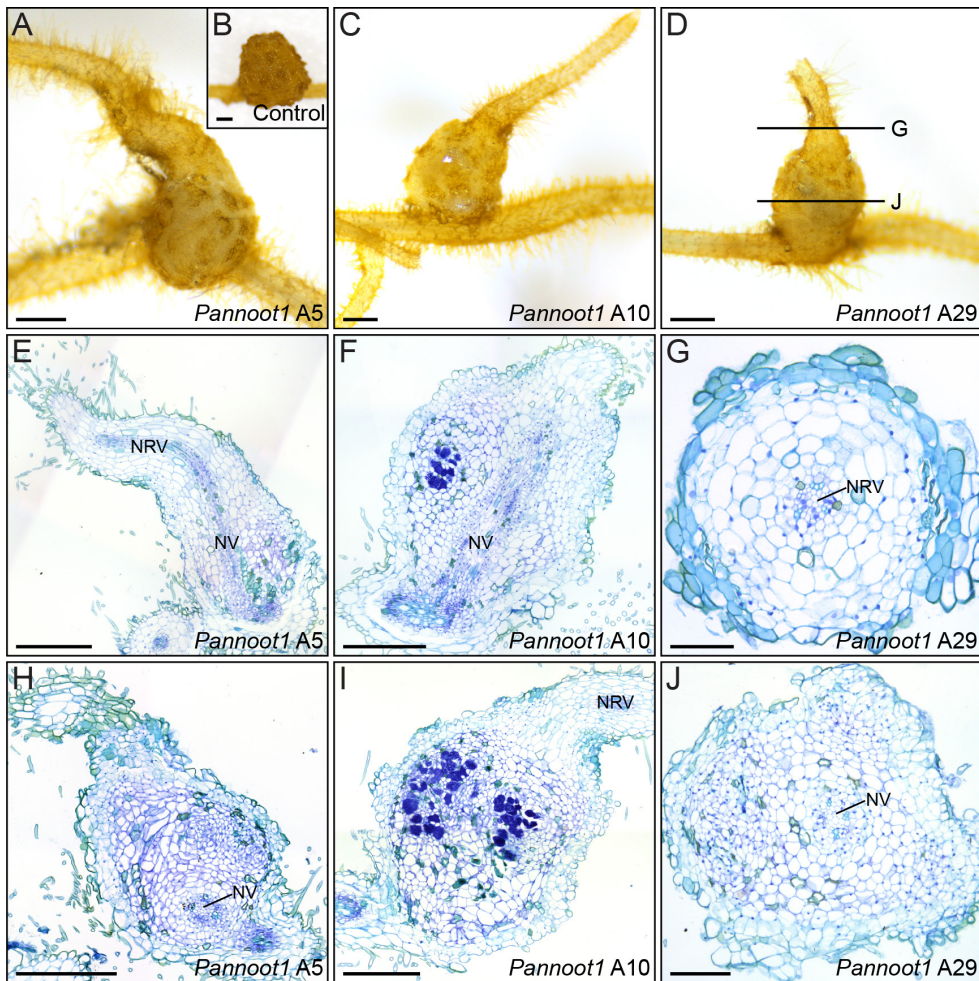 A
B
Control
Pannoot1 A5
C
Pannoot1 A10
D
G
J
Pannoot1 A29
E
NRV
NV
Pannoot1 A5
F
NV
Pannoot1 A10
G
NRV
Pannoot1 A29
H
NV
Pannoot1 A5
I
NRV
Pannoot1 A10
J
NV
Pannoot1 A29